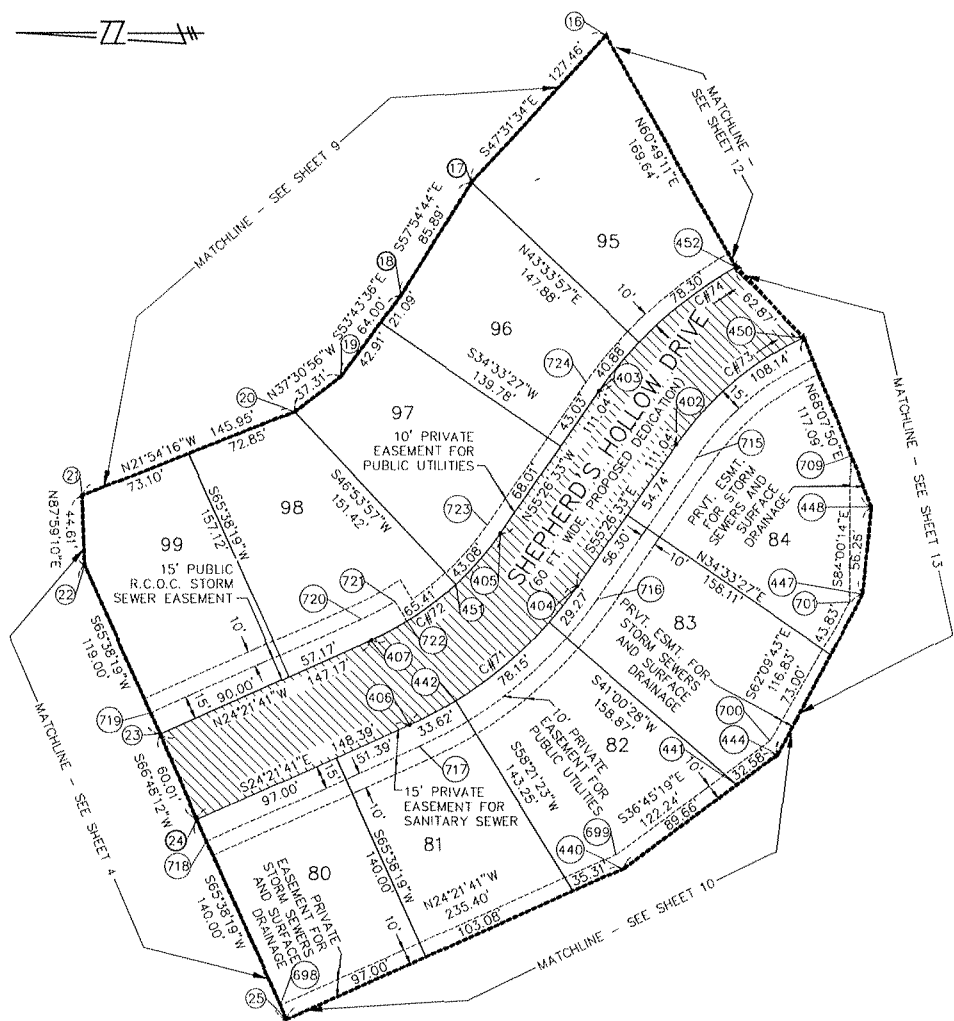 N
16
127.46'
S47°31'34"E
MATCHLINE -
SEE SHEET 12
MATCHLINE - SEE SHEET 9
N60°49'11"E
169.64'
17
S57°54'44"E
85.89'
95
452
18
N43°33'57"E
147.88'
10'
78.30'
C#74
62.87'
S53°43'36"E
64.00'
21.09'
42.91'
96
724
40.88'
403
450
C#73
108.14'
19
N37°30'56"W
37.31'
20
S34°33'27"W
139.78'
43.03'
111.04'
N55°26'33"W
SHEPHERD'S HOLLOW DRIVE
(60 FT. WIDE, PROPOSED DEDICATION)
402
111.04'
S55°26'33"E
15'
MATCHLINE - SEE SHEET 13
N68°07'50"E
117.09'
145.95'
N21°54'16"W
72.85'
73.10'
97
10' PRIVATE
EASEMENT FOR
PUBLIC UTILITIES
68.01'
54.74'
715
709
21
N87°59'10"E
44.61'
S46°53'57"W
151.42'
723
PRVT. ESMT.
FOR STORM
SEWERS AND
SURFACE
DRAINAGE
84
448
S65°38'19"W
157.12'
98
99
15' PUBLIC
R.C.O.C. STORM
SEWER EASEMENT
43.08'
405
56.30'
10'
N34°33'27"E
158.11'
S84°00'14"E
56.25'
22
721
720
65.41'
C#72
451
404
29.27'
716
447
701
S65°38'19"W
119.00'
10'
10'
57.17'
722
407
442
C#71
83
PRVT. ESMT. FOR
STORM SEWERS
AND SURFACE
DRAINAGE
43.83'
S62°09'43"E
116.83'
73.00'
719
15'
90.00'
N24°21'41"W
147.17'
406
78.15'
S41°00'28"W
158.87'
700
444
23
MATCHLINE - SEE SHEET 4
S66°48'12"W
60.01'
148.39'
S24°21'41"E
33.62'
10' PRIVATE
EASEMENT FOR
PUBLIC UTILITIES
82
441
10'
32.58'
97.00'
15'
51.39'
717
S58°21'23"W
143.25'
S36°45'19"E
122.24'
89.66'
24
718
10'
15' PRIVATE
EASEMENT FOR
SANITARY SEWER
699
440
S65°38'19"W
140.00'
80
S65°38'19"W
140.00'
81
35.31'
10' PRIVATE
EASEMENT FOR
STORM SEWERS
AND SURFACE
DRAINAGE
N24°21'41"W
235.40'
103.08'
MATCHLINE - SEE SHEET 10
698
97.00'
25